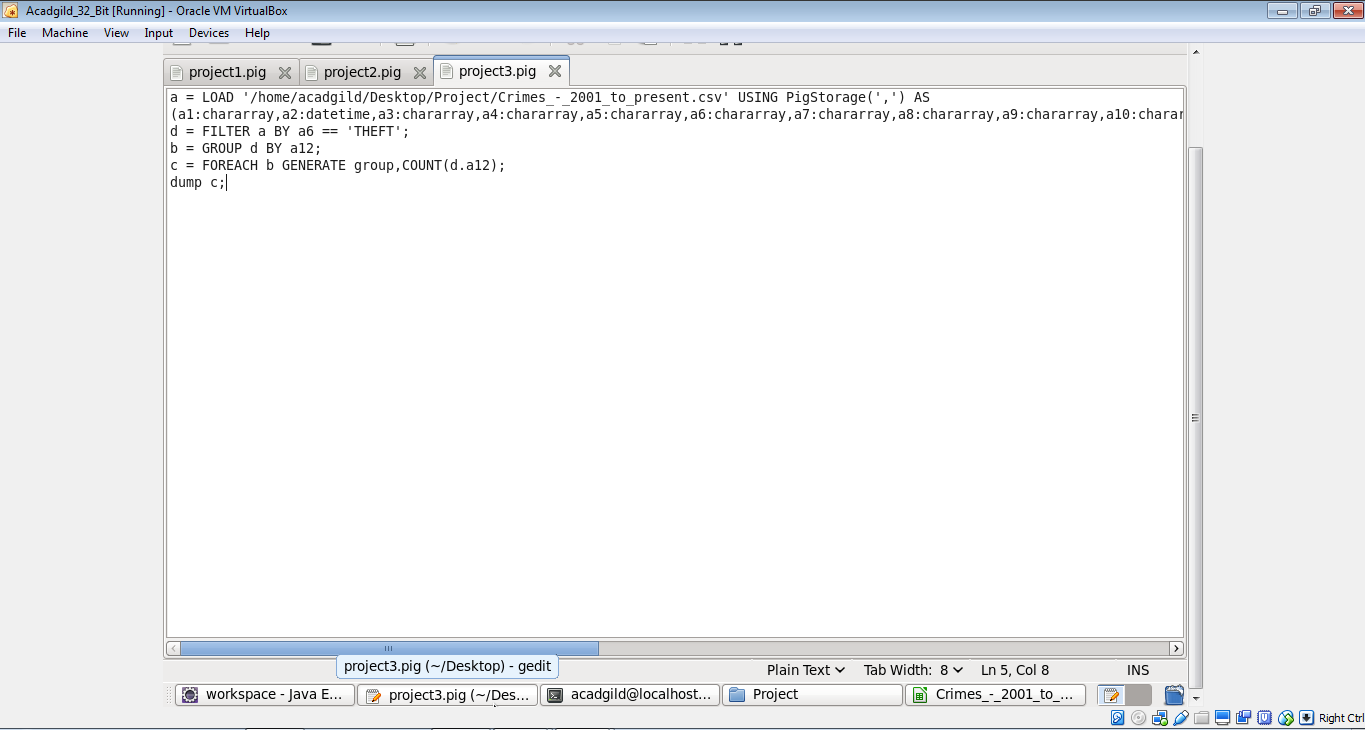 Acadgild_32_Bit [Running] - Oracle VM VirtualBox
File Machine View Input Devices Help
project1.pig project2.pig project3.pig
a = LOAD '/home/acadgild/Desktop/Project/Crimes_-_2001_to_present.csv' USING PigStorage(',') AS
(a1:chararray,a2:datetime,a3:chararray,a4:chararray,a5:chararray,a6:chararray,a7:chararray,a8:chararray,a9:chararray,a10:charar
d = FILTER a BY a6 == 'THEFT';
b = GROUP d BY a12;
c = FOREACH b GENERATE group,COUNT(d.a12);
dump c;
project3.pig (~/Desktop) - gedit
Plain Text Tab Width: 8 Ln 5, Col 8 INS
workspace - Java E... project3.pig (~/Des... acadgild@localhost... Project Crimes_-_2001_to_...
Right Ctrl